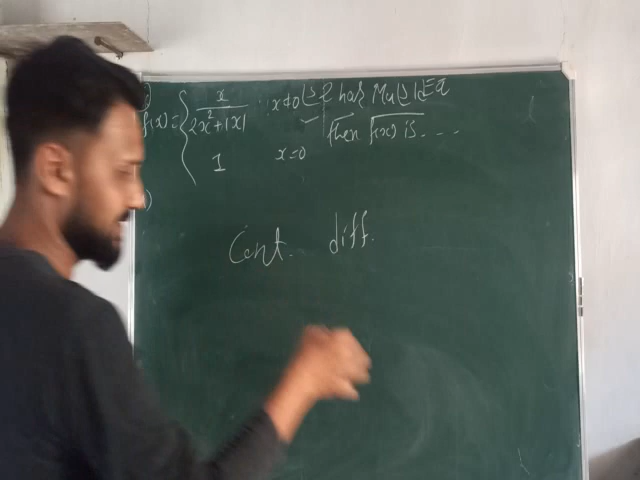 f(x) = { x / 2x²+|x| , x≠0
1 x=0
then f(x) is ...
Cont. diff.